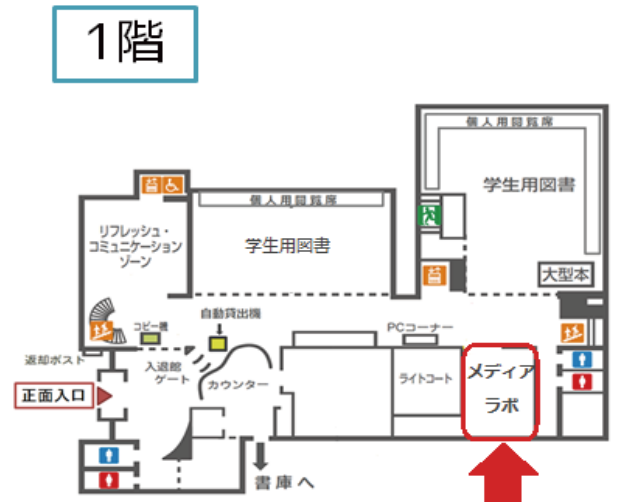 1階
個人用閲覧席
学生用図書
個人用閲覧席
学生用図書
リフレッシュ・
コミュニケーション
ゾーン
大型本
自動貸出機
コピー機
PCコーナー
返却ポスト
入退館
ゲート
カウンター
ライトコート
メディア
ラボ
正面入口
書庫へ